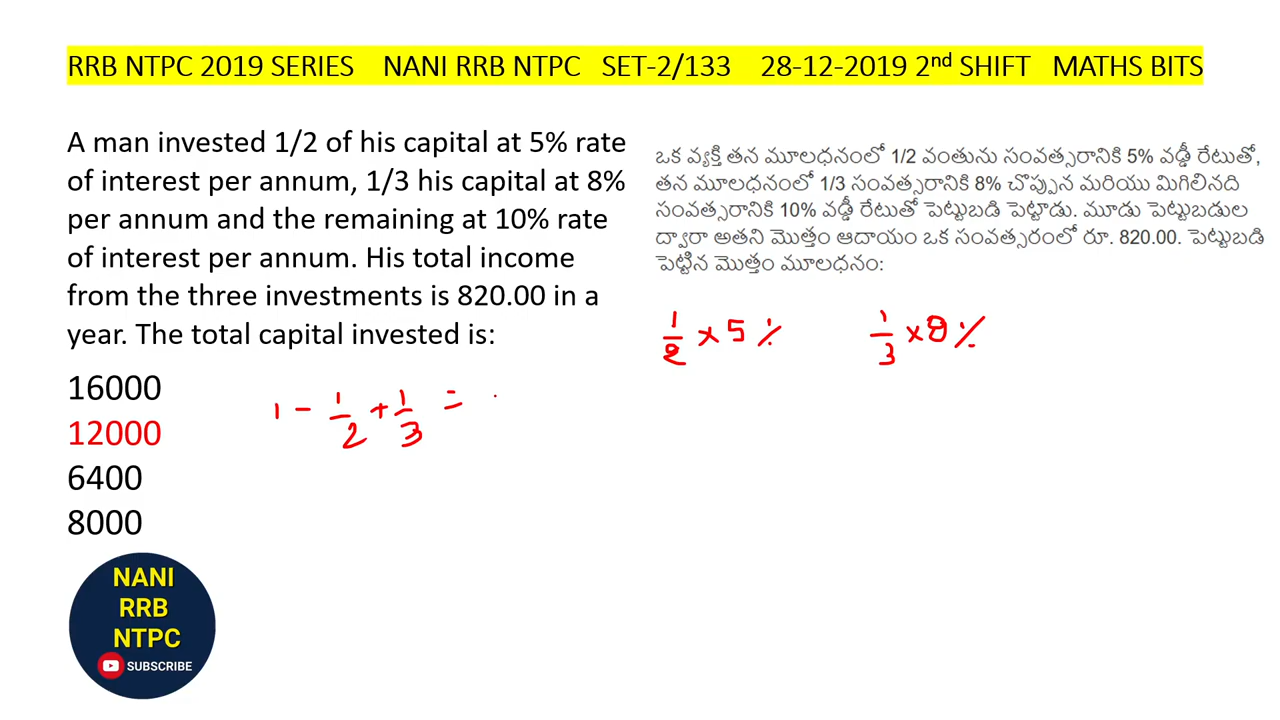 RRB NTPC 2019 SERIES NANI RRB NTPC SET-2/133 28-12-2019 2nd SHIFT MATHS BITS
A man invested 1/2 of his capital at 5% rate
of interest per annum, 1/3 his capital at 8%
per annum and the remaining at 10% rate
of interest per annum. His total income
from the three investments is 820.00 in a
year. The total capital invested is:
16000
12000
6400
8000
ఒక వ్యక్తి తన మూలధనంలో 1/2 వంతును సంవత్సరానికి 5% వడ్డీ రేటుతో,
తన మూలధనంలో 1/3 సంవత్సరానికి 8% చొప్పున మరియు మిగిలినది
సంవత్సరానికి 10% వడ్డీ రేటుతో పెట్టుబడి పెట్టాడు. మూడు పెట్టుబడుల
ద్వారా అతని మొత్తం ఆదాయం ఒక సంవత్సరంలో రూ. 820.00. పెట్టుబడి
పెట్టిన మొత్తం మూలధనం:
1/2 × 5% 1/3 × 8%
1 - 1/2 + 1/3 =
NANI
RRB
NTPC
SUBSCRIBE